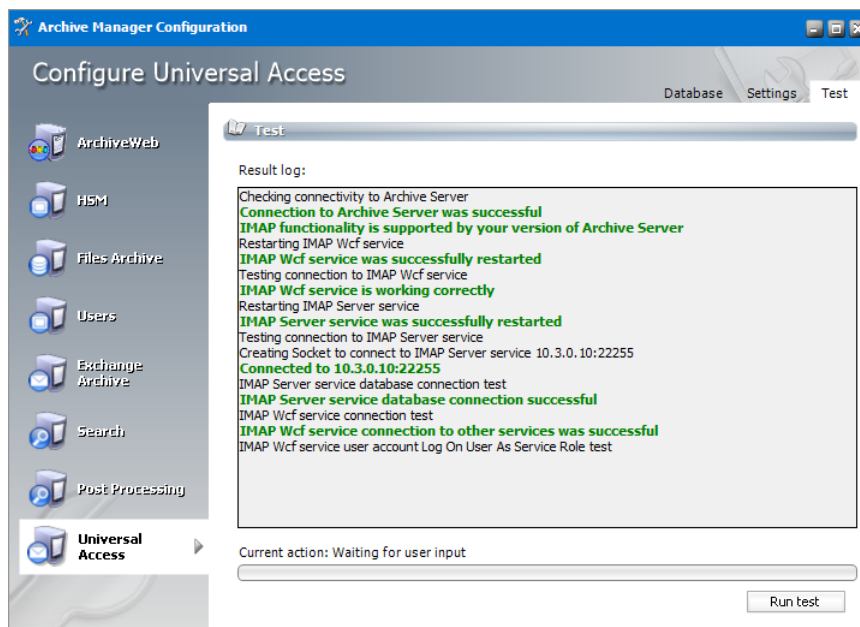 Archive Manager Configuration
Configure Universal Access
Database Settings Test
ArchiveWeb
HSM
Files Archive
Users
Exchange
Archive
Search
Post Processing
Universal
Access
Test
Result log:
Checking connectivity to Archive Server
Connection to Archive Server was successful
IMAP functionality is supported by your version of Archive Server
Restarting IMAP Wcf service
IMAP Wcf service was successfully restarted
Testing connection to IMAP Wcf service
IMAP Wcf service is working correctly
Restarting IMAP Server service
IMAP Server service was successfully restarted
Testing connection to IMAP Server service
Creating Socket to connect to IMAP Server service 10.3.0.10:22255
Connected to 10.3.0.10:22255
IMAP Server service database connection test
IMAP Server service database connection successful
IMAP Wcf service connection test
IMAP Wcf service connection to other services was successful
IMAP Wcf service user account Log On User As Service Role test
Current action: Waiting for user input
Run test